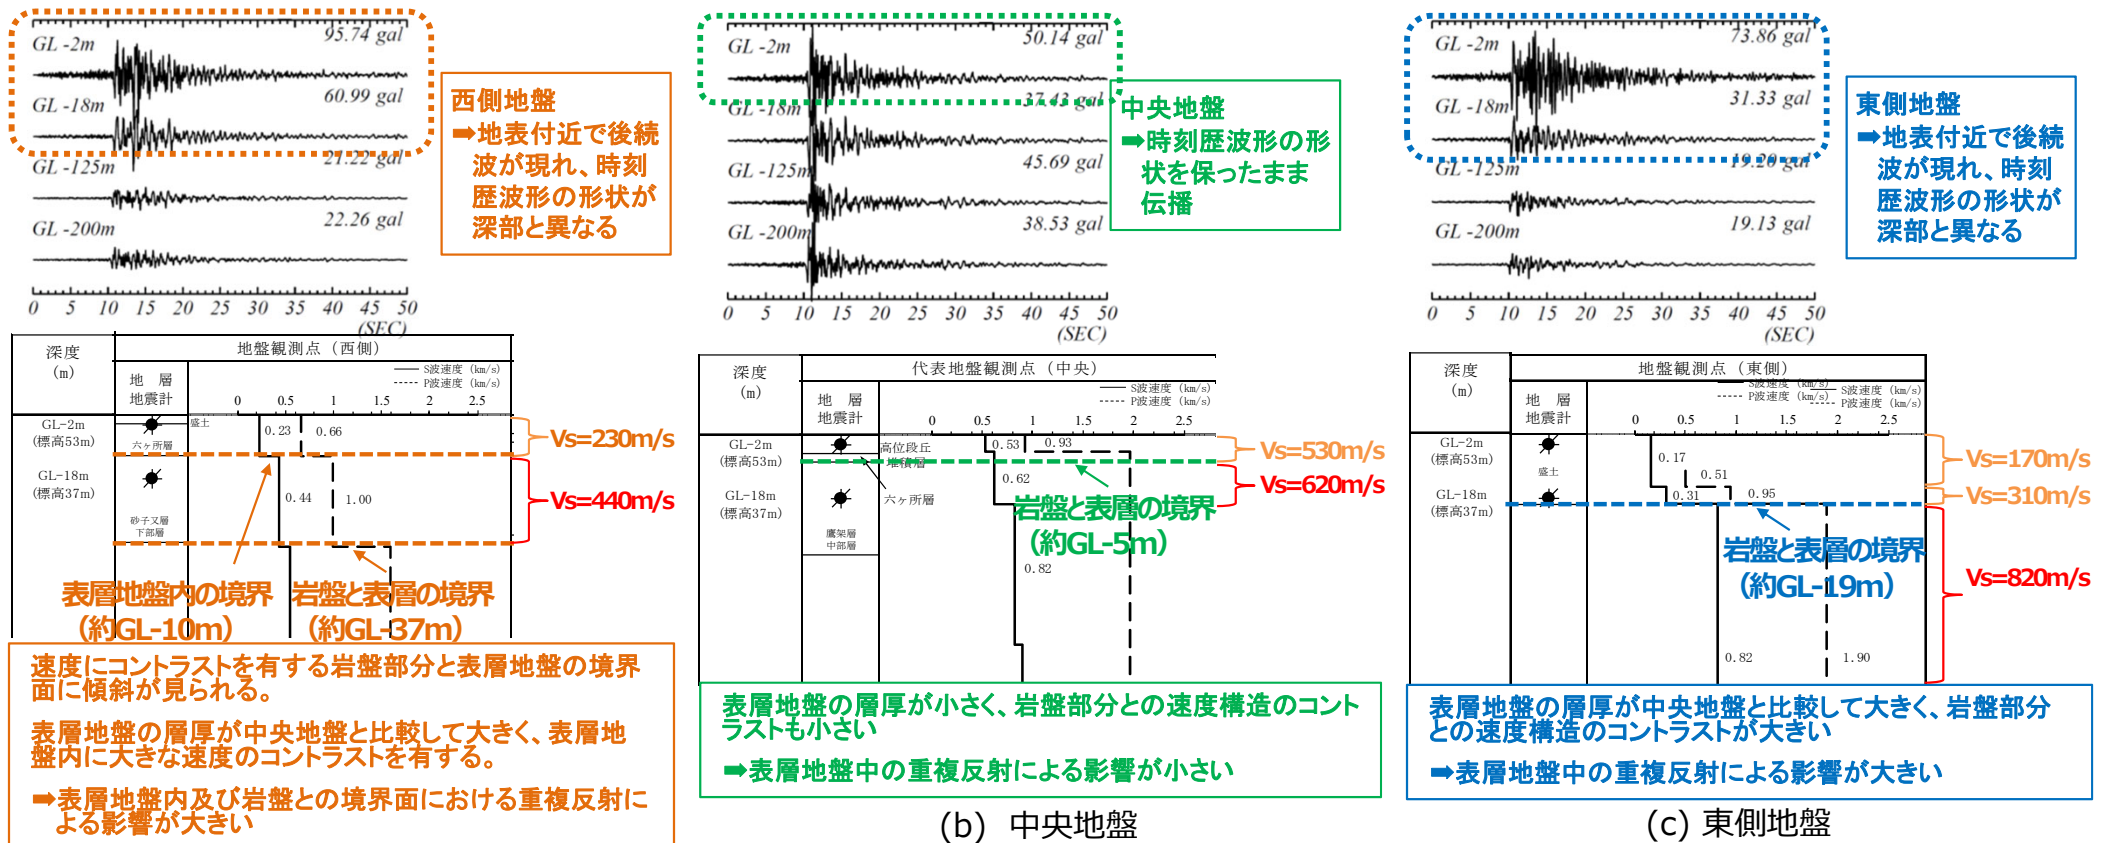 95.74 gal
GL -2m
60.99 gal
GL -18m
21.22 gal
GL -125m
22.26 gal
GL -200m
0 5 10 15 20 25 30 35 40 45 50
(SEC)
西側地盤
➡地表付近で後続
波が現れ、時刻
歴波形の形状が
深部と異なる
深度
(m)
地盤観測点（西側）
地 層
地震計
S波速度 (km/s)
P波速度 (km/s)
0 0.5 1 1.5 2 2.5
GL-2m
(標高53m)
盛土
六ヶ所層
0.23 0.66
Vs=230m/s
GL-18m
(標高37m)
0.44 1.00
Vs=440m/s
砂子又層
下部層
表層地盤内の境界
（約GL-10m）
岩盤と表層の境界
（約GL-37m）
速度にコントラストを有する岩盤部分と表層地盤の境界
面に傾斜が見られる。
表層地盤の層厚が中央地盤と比較して大きく、表層地
盤内に大きな速度のコントラストを有する。
➡表層地盤内及び岩盤との境界面における重複反射に
よる影響が大きい
50.14 gal
GL -2m
37.43 gal
GL -18m
45.69 gal
GL -125m
38.53 gal
GL -200m
0 5 10 15 20 25 30 35 40 45 50
(SEC)
中央地盤
➡時刻歴波形の形
状を保ったまま
伝播
深度
(m)
代表地盤観測点（中央）
地 層
地震計
S波速度 (km/s)
P波速度 (km/s)
0 0.5 1 1.5 2 2.5
GL-2m
(標高53m)
高位段丘
堆積層
0.53 0.93
Vs=530m/s
六ヶ所層
0.62
Vs=620m/s
GL-18m
(標高37m)
岩盤と表層の境界
（約GL-5m）
鷹架層
中部層
0.82
表層地盤の層厚が小さく、岩盤部分との速度構造のコント
ラストも小さい
➡表層地盤中の重複反射による影響が小さい
(b) 中央地盤
73.86 gal
GL -2m
31.33 gal
GL -18m
19.20 gal
GL -125m
19.13 gal
GL -200m
0 5 10 15 20 25 30 35 40 45 50
(SEC)
東側地盤
➡地表付近で後続
波が現れ、時刻
歴波形の形状が
深部と異なる
深度
(m)
地盤観測点（東側）
地 層
地震計
S波速度 (km/s) S波速度 (km/s)
P波速度 (km/s) P波速度 (km/s)
0 0.5 1 1.5 2 2.5
GL-2m
(標高53m)
0.17
Vs=170m/s
盛土
0.51
GL-18m
(標高37m)
0.31 0.95
Vs=310m/s
岩盤と表層の境界
（約GL-19m）
Vs=820m/s
0.82 1.90
表層地盤の層厚が中央地盤と比較して大きく、岩盤部分
との速度構造のコントラストが大きい
➡表層地盤中の重複反射による影響が大きい
(c) 東側地盤